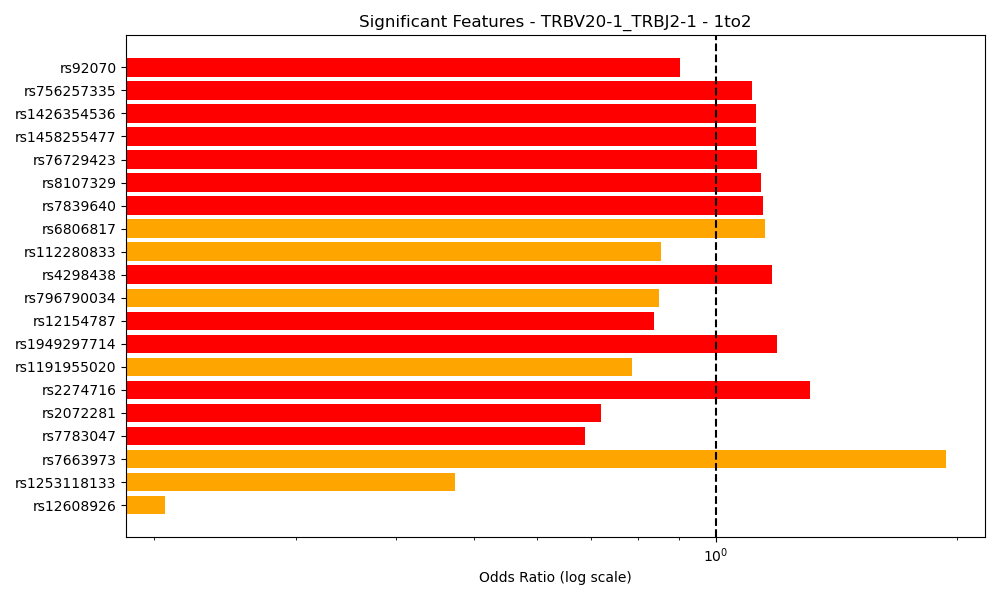 Significant Features - TRBV20-1_TRBJ2-1 - 1to2
rs92070
rs756257335
rs1426354536
rs1458255477
rs76729423
rs8107329
rs7839640
rs6806817
rs112280833
rs4298438
rs796790034
rs12154787
rs1949297714
rs1191955020
rs2274716
rs2072281
rs7783047
rs7663973
rs1253118133
rs12608926
10⁰
Odds Ratio (log scale)